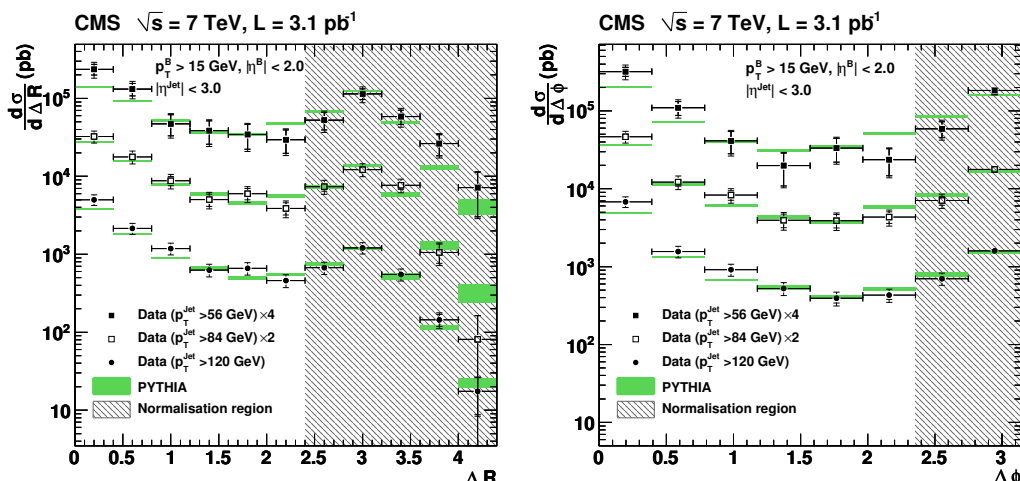 CMS √s = 7 TeV, L = 3.1 pb⁻¹
dσ/dΔR (pb)
p_T^B > 15 GeV, |η^B| < 2.0
|η^Jet| < 3.0
10⁵
10⁴
10³
10²
10
Data (p_T^Jet >56 GeV) ×4
Data (p_T^Jet >84 GeV) ×2
Data (p_T^Jet >120 GeV)
PYTHIA
Normalisation region
0 0.5 1 1.5 2 2.5 3 3.5 4
ΔR
CMS √s = 7 TeV, L = 3.1 pb⁻¹
dσ/dΔϕ (pb)
p_T^B > 15 GeV, |η^B| < 2.0
|η^Jet| < 3.0
10⁵
10⁴
10³
10²
10
Data (p_T^Jet >56 GeV) ×4
Data (p_T^Jet >84 GeV) ×2
Data (p_T^Jet >120 GeV)
PYTHIA
Normalisation region
0 0.5 1 1.5 2 2.5 3
Δϕ